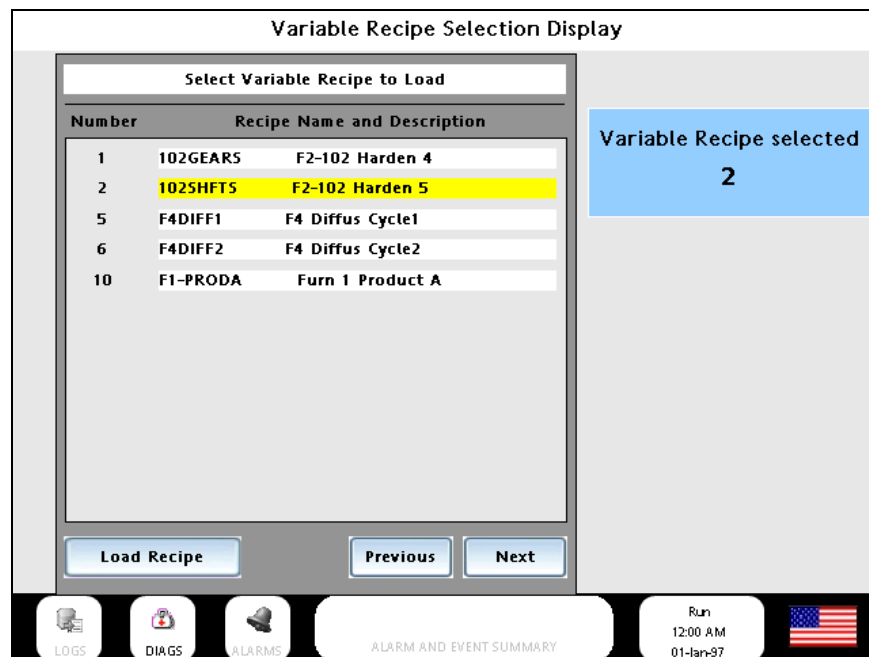 Variable Recipe Selection Display
Select Variable Recipe to Load
Number Recipe Name and Description
1 102GEARS F2-102 Harden 4
2 102SHFTS F2-102 Harden 5
5 F4DIFF1 F4 Diffus Cycle1
6 F4DIFF2 F4 Diffus Cycle2
10 F1-PRODA Furn 1 Product A
Variable Recipe selected
2
Load Recipe Previous Next
LOGS DIAGS ALARMS ALARM AND EVENT SUMMARY
Run
12:00 AM
01-Jan-97